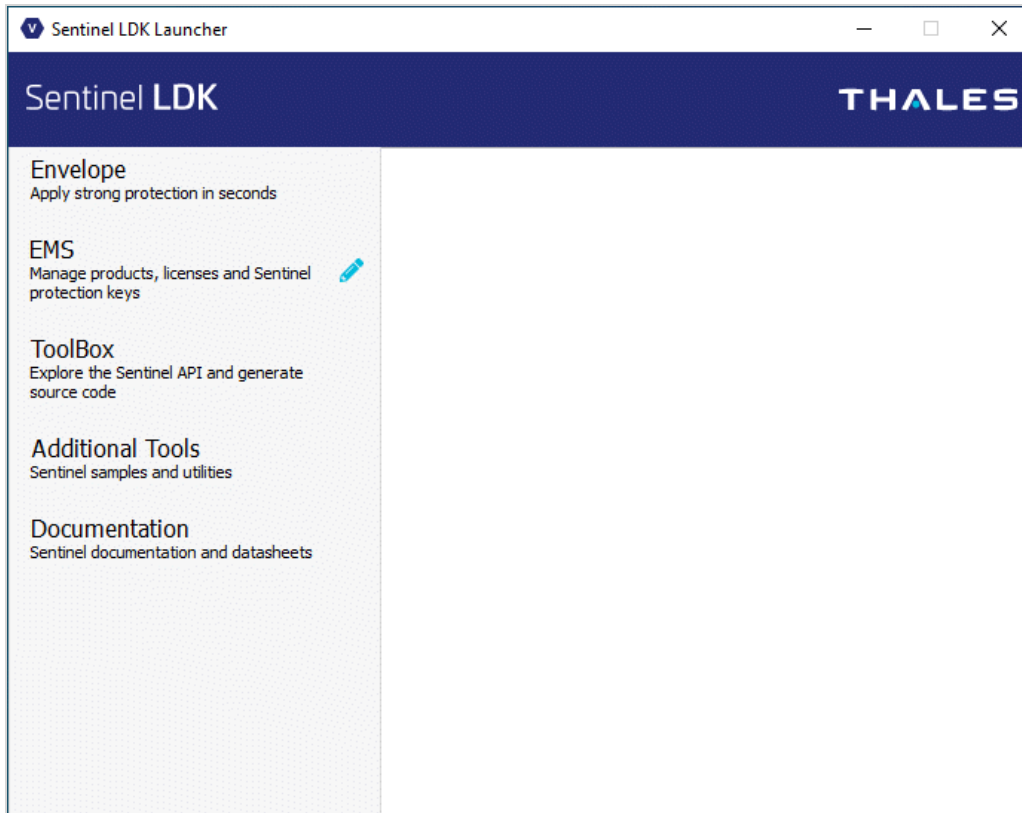 Sentinel LDK Launcher
Sentinel LDK
THALES
Envelope
Apply strong protection in seconds
EMS
Manage products, licenses and Sentinel
protection keys
ToolBox
Explore the Sentinel API and generate
source code
Additional Tools
Sentinel samples and utilities
Documentation
Sentinel documentation and datasheets